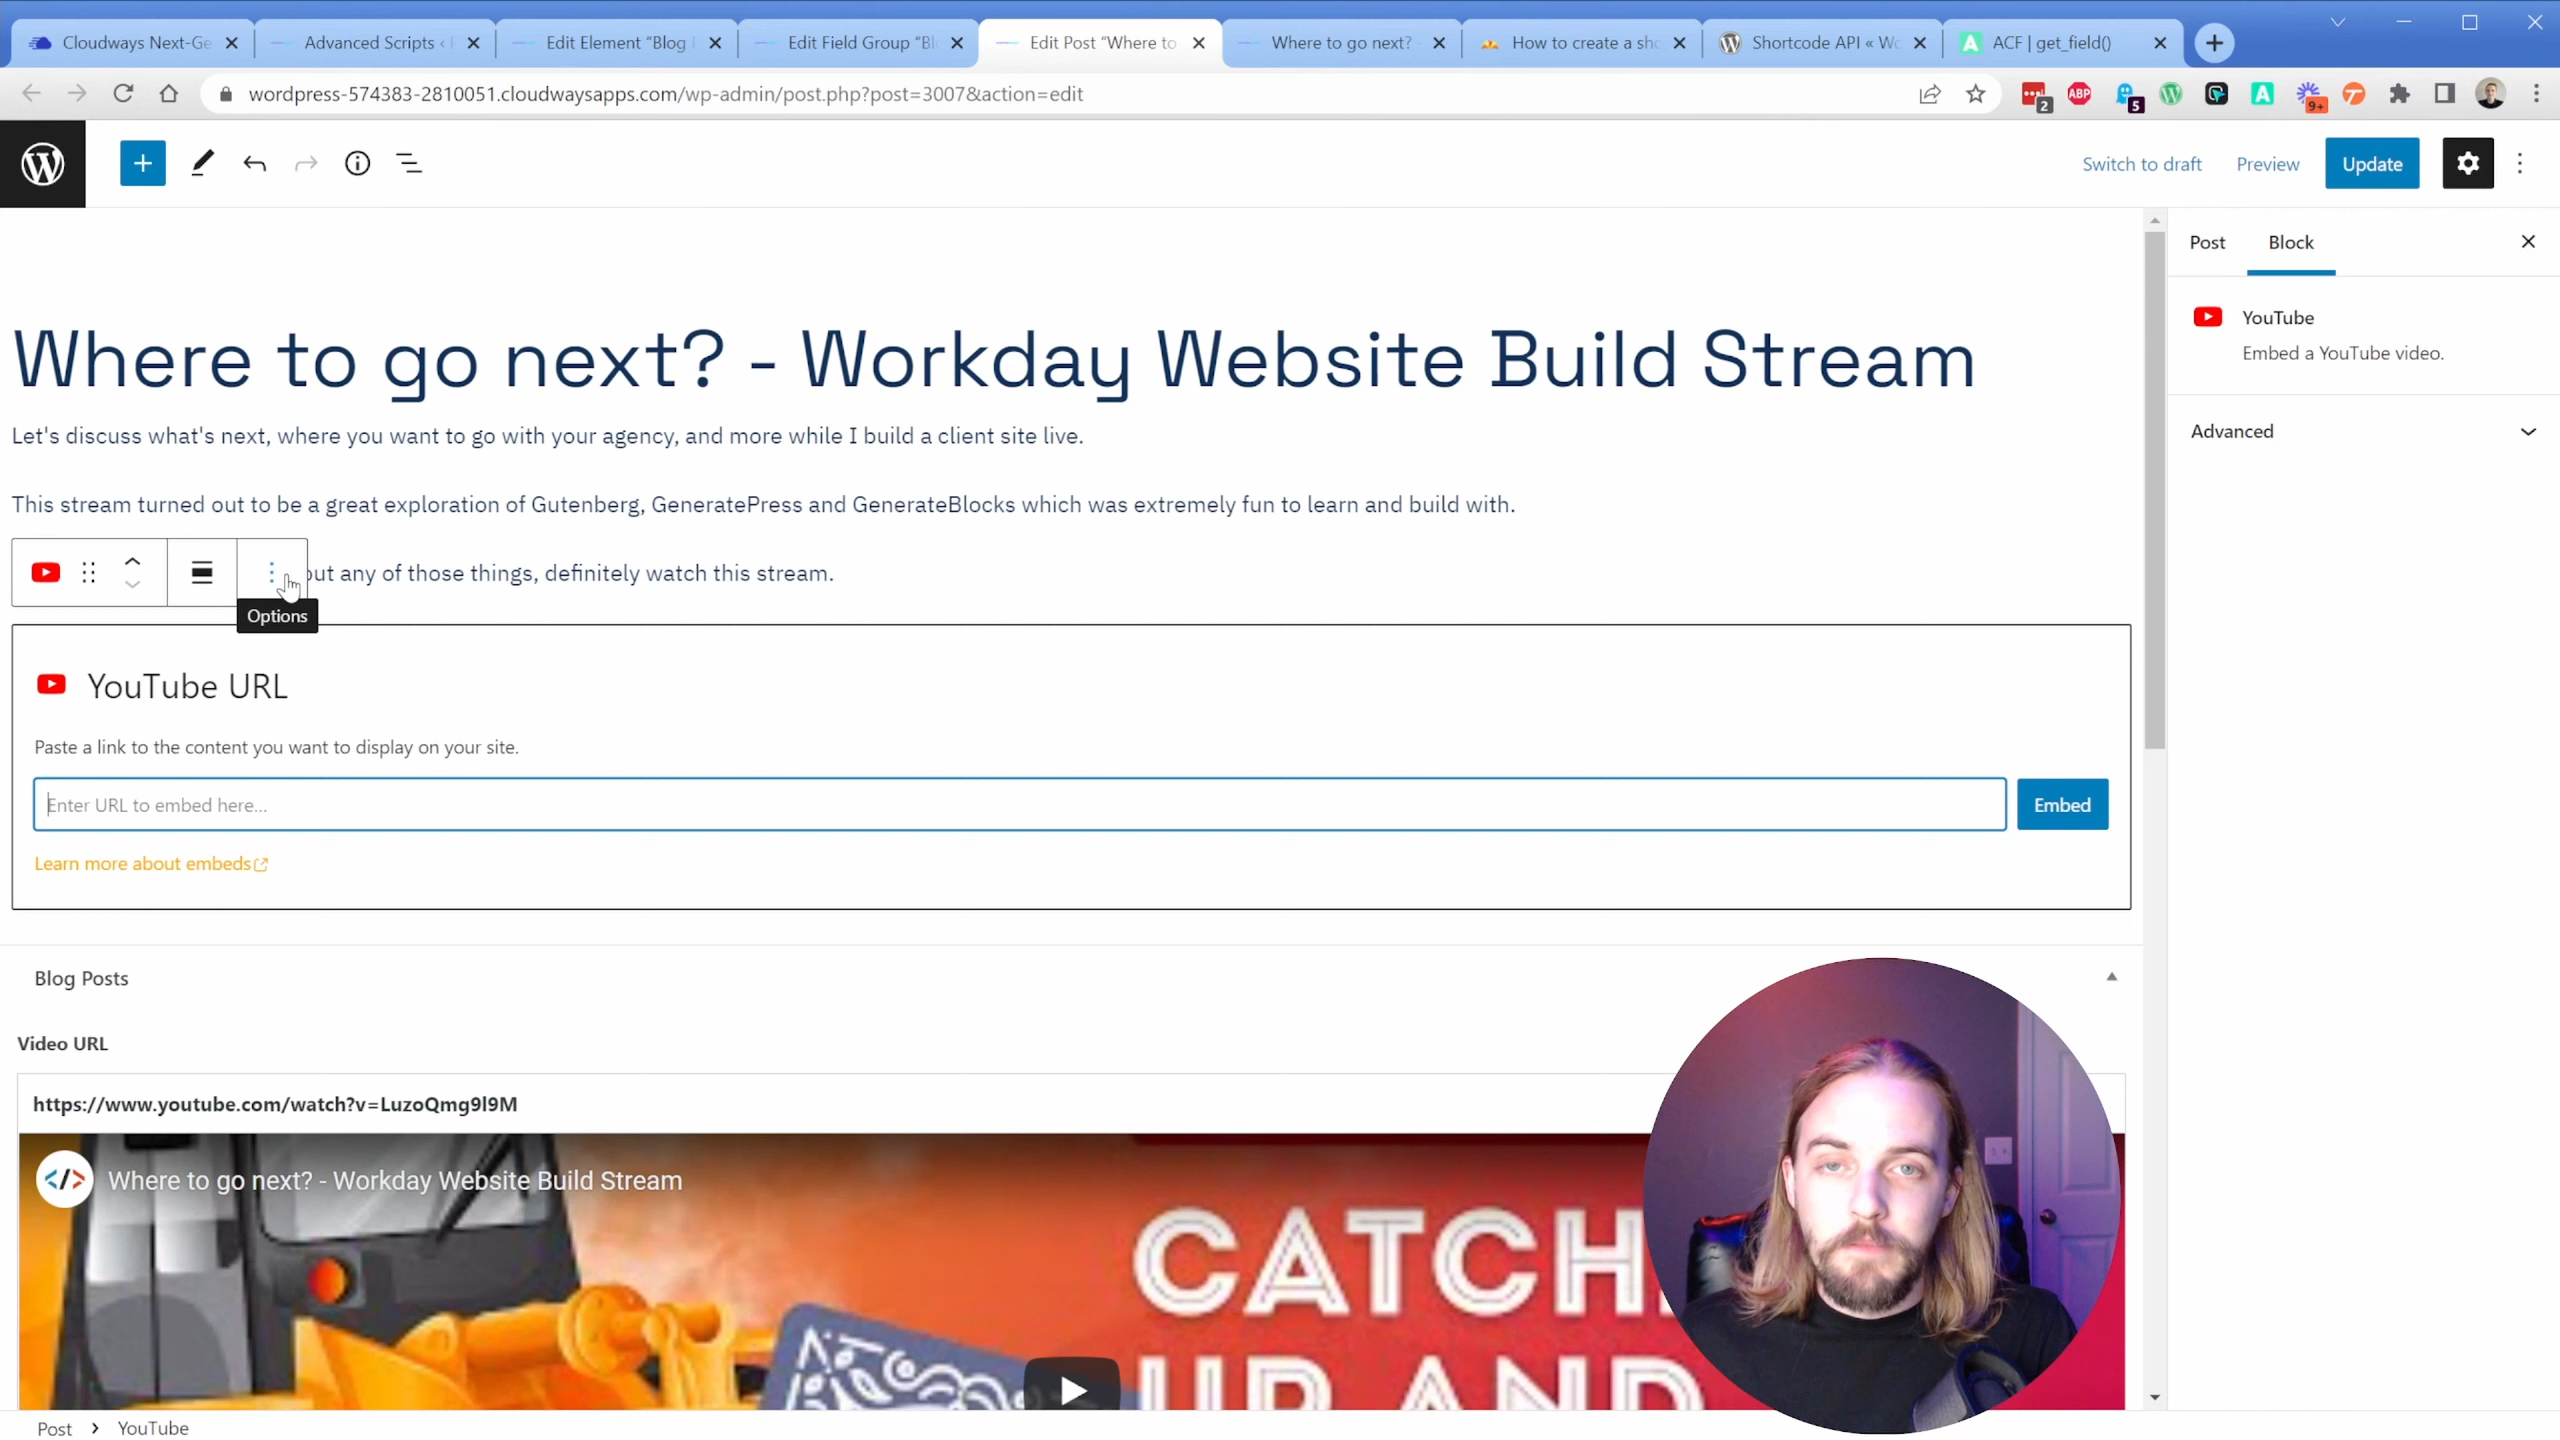 Cloudways Next-Ge
Advanced Scripts ‹
Edit Element "Blog
Edit Field Group "Bl
Edit Post "Where to
Where to go next?
How to create a sho
Shortcode API « Wo
ACF | get_field()
wordpress-574383-2810051.cloudwaysapps.com/wp-admin/post.php?post=3007&action=edit
2
ABP
5
9+
Switch to draft
Preview
Update
Post
Block
Where to go next? - Workday Website Build Stream
YouTube
Embed a YouTube video.
Advanced
Let's discuss what's next, where you want to go with your agency, and more while I build a client site live.
This stream turned out to be a great exploration of Gutenberg, GeneratePress and GenerateBlocks which was extremely fun to learn and build with.
out any of those things, definitely watch this stream.
Options
YouTube URL
Paste a link to the content you want to display on your site.
Enter URL to embed here...
Embed
Learn more about embeds
Blog Posts
Video URL
https://www.youtube.com/watch?v=LuzoQmg9l9M
Where to go next? - Workday Website Build Stream
CATCH
UP AND
Post
YouTube